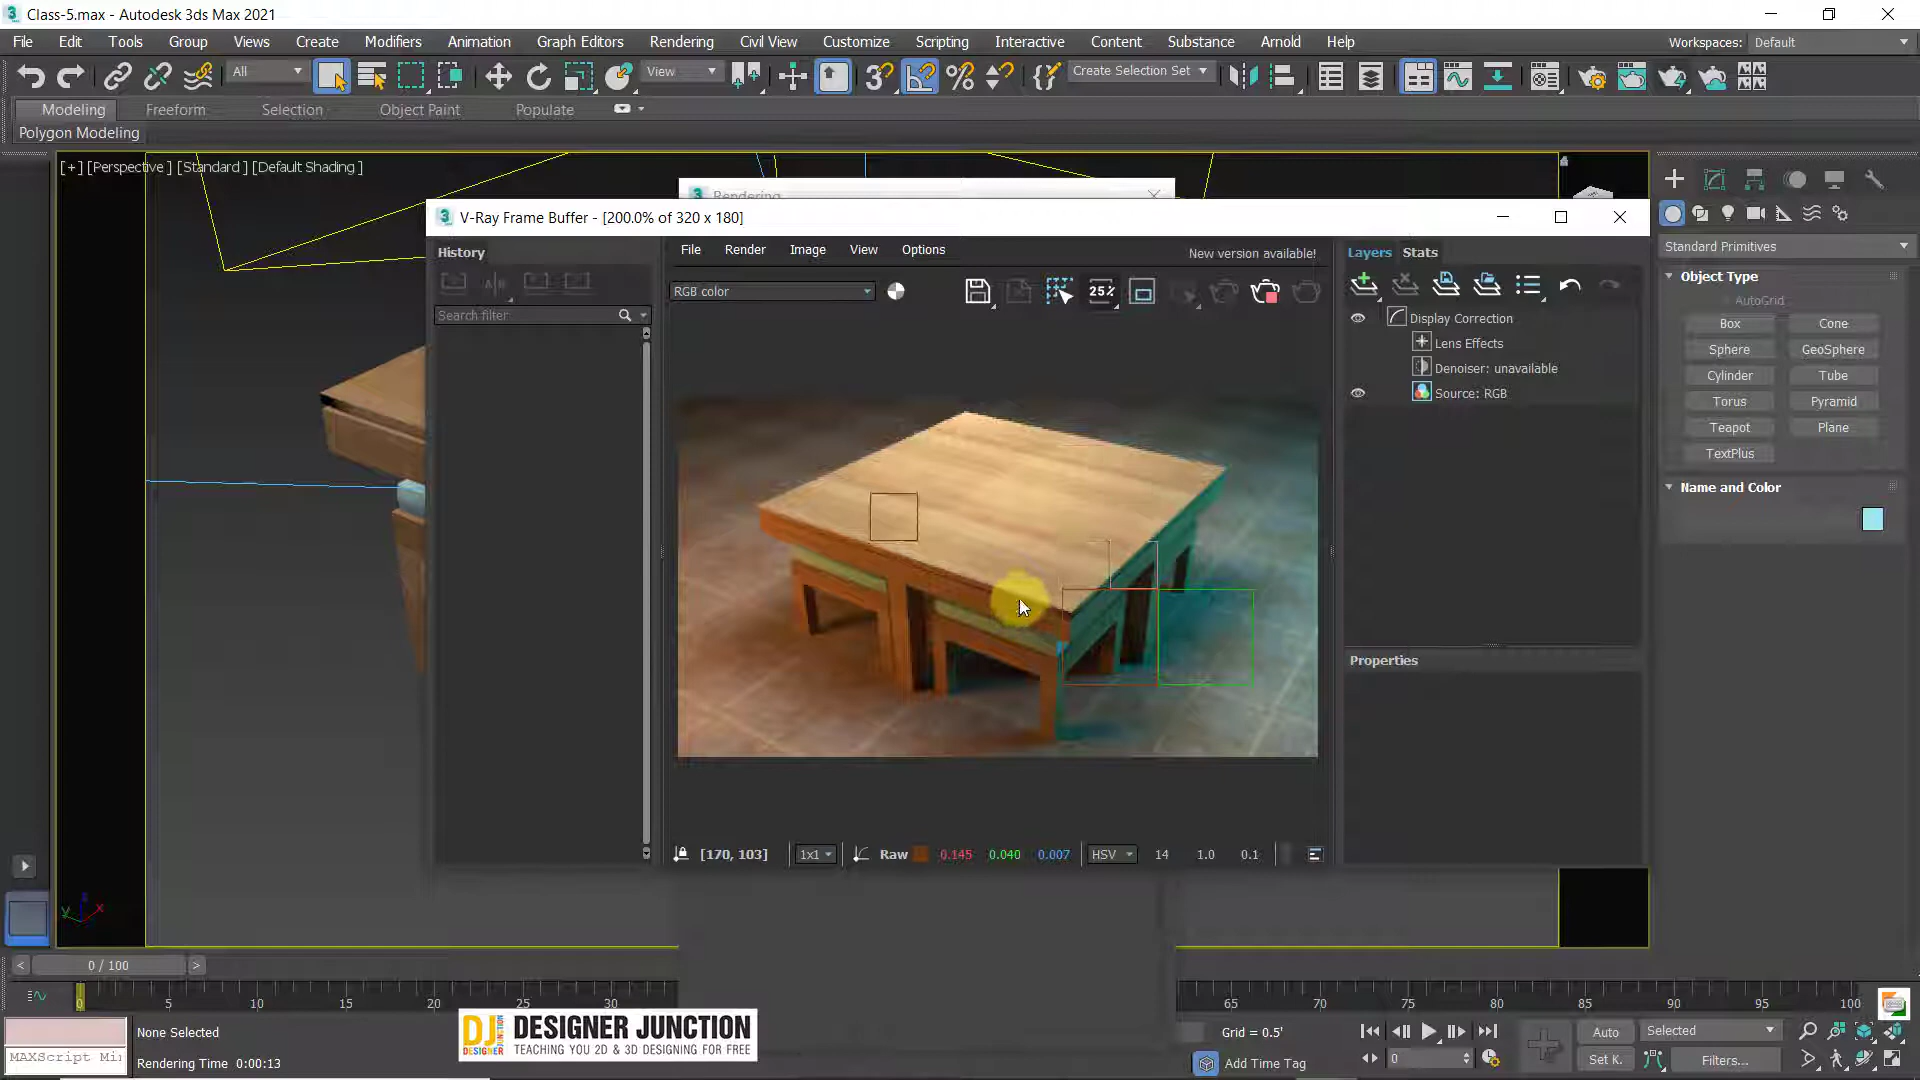 Class-5.max - Autodesk 3ds Max 2021
File Edit Tools Group Views Create Modifiers Animation Graph Editors Rendering Civil View Customize Scripting Interactive Content Substance Arnold Help
Workspaces: Default
All
View
Create Selection Set
Modeling Freeform Selection Object Paint Populate
Polygon Modeling
[+] [Perspective ] [Standard ] [Default Shading ]
Rendering
V-Ray Frame Buffer - [200.0% of 320 x 180]
History
File Render Image View Options
New version available!
Layers Stats
RGB color
25%
Search filter
Display Correction
Lens Effects
Denoiser: unavailable
Source: RGB
Properties
[170, 103]
1x1
Raw 0.145 0.040 0.007
HSV 14 1.0 0.1
Standard Primitives
Object Type
AutoGrid
Box Cone
Sphere GeoSphere
Cylinder Tube
Torus Pyramid
Teapot Plane
TextPlus
Name and Color
0 / 100
0 5 10 15 20 25 30 65 70 75 80 85 90 95 100
None Selected
MAXScript Mi
Rendering Time 0:00:13
DJ DESIGNER JUNCTION
DESIGNER JUNCTION
TEACHING YOU 2D & 3D DESIGNING FOR FREE
Grid = 0.5'
Add Time Tag
Auto
Selected
0
Set K.
Filters...